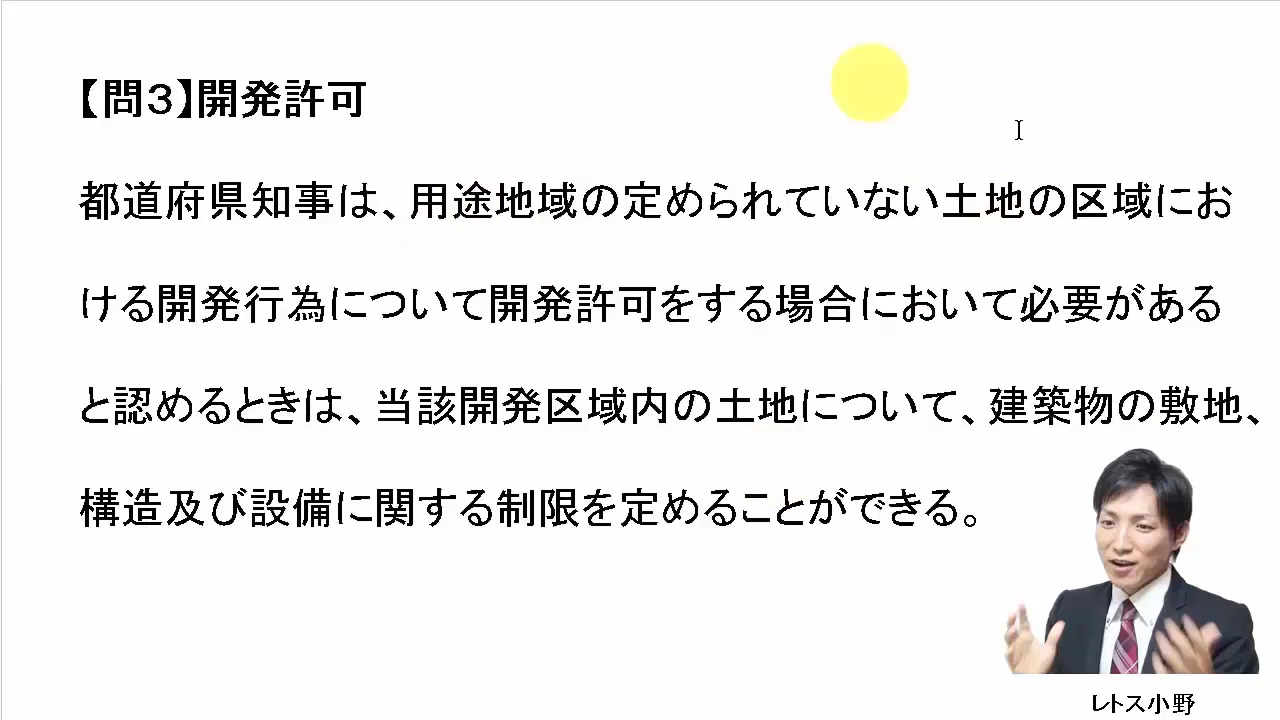 【問３】開発許可
都道府県知事は、用途地域の定められていない土地の区域にお
ける開発行為について開発許可をする場合において必要がある
と認めるときは、当該開発区域内の土地について、建築物の敷地、
構造及び設備に関する制限を定めることができる。
レトス小野